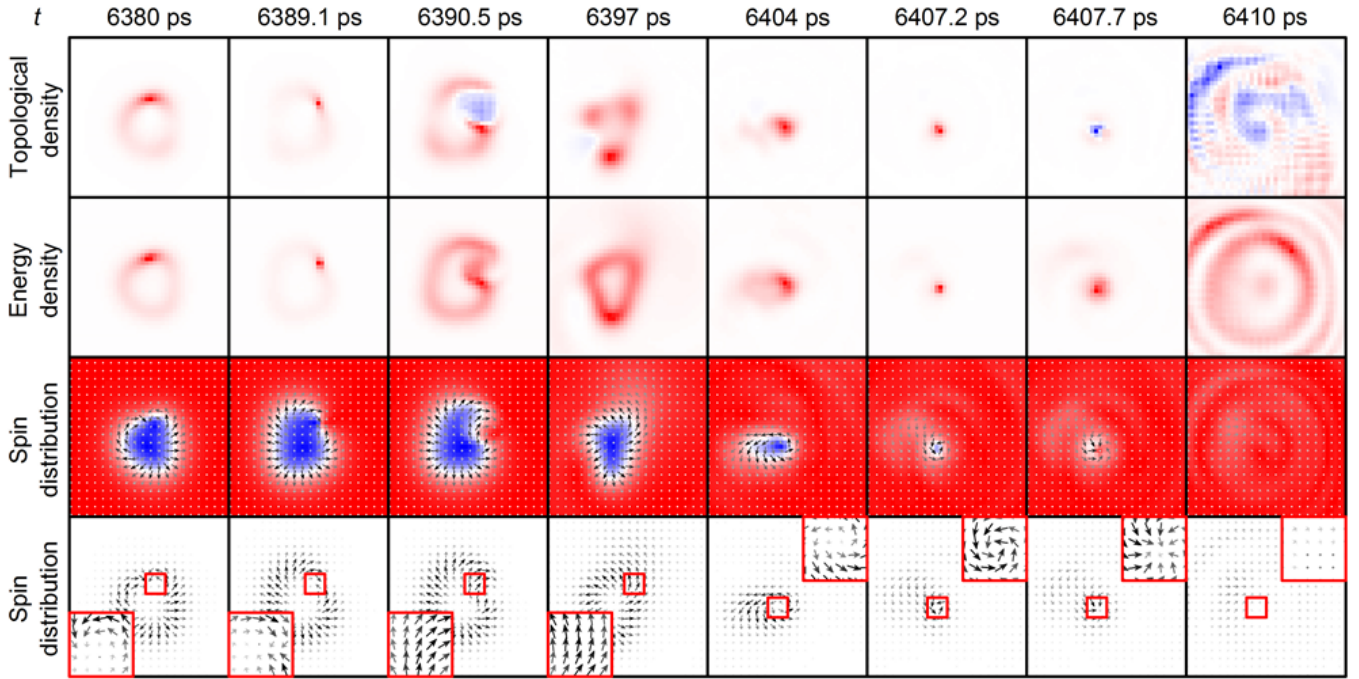 t 6380 ps 6389.1 ps 6390.5 ps 6397 ps 6404 ps 6407.2 ps 6407.7 ps 6410 ps
Topological
density
Energy
density
Spin
distribution
Spin
distribution